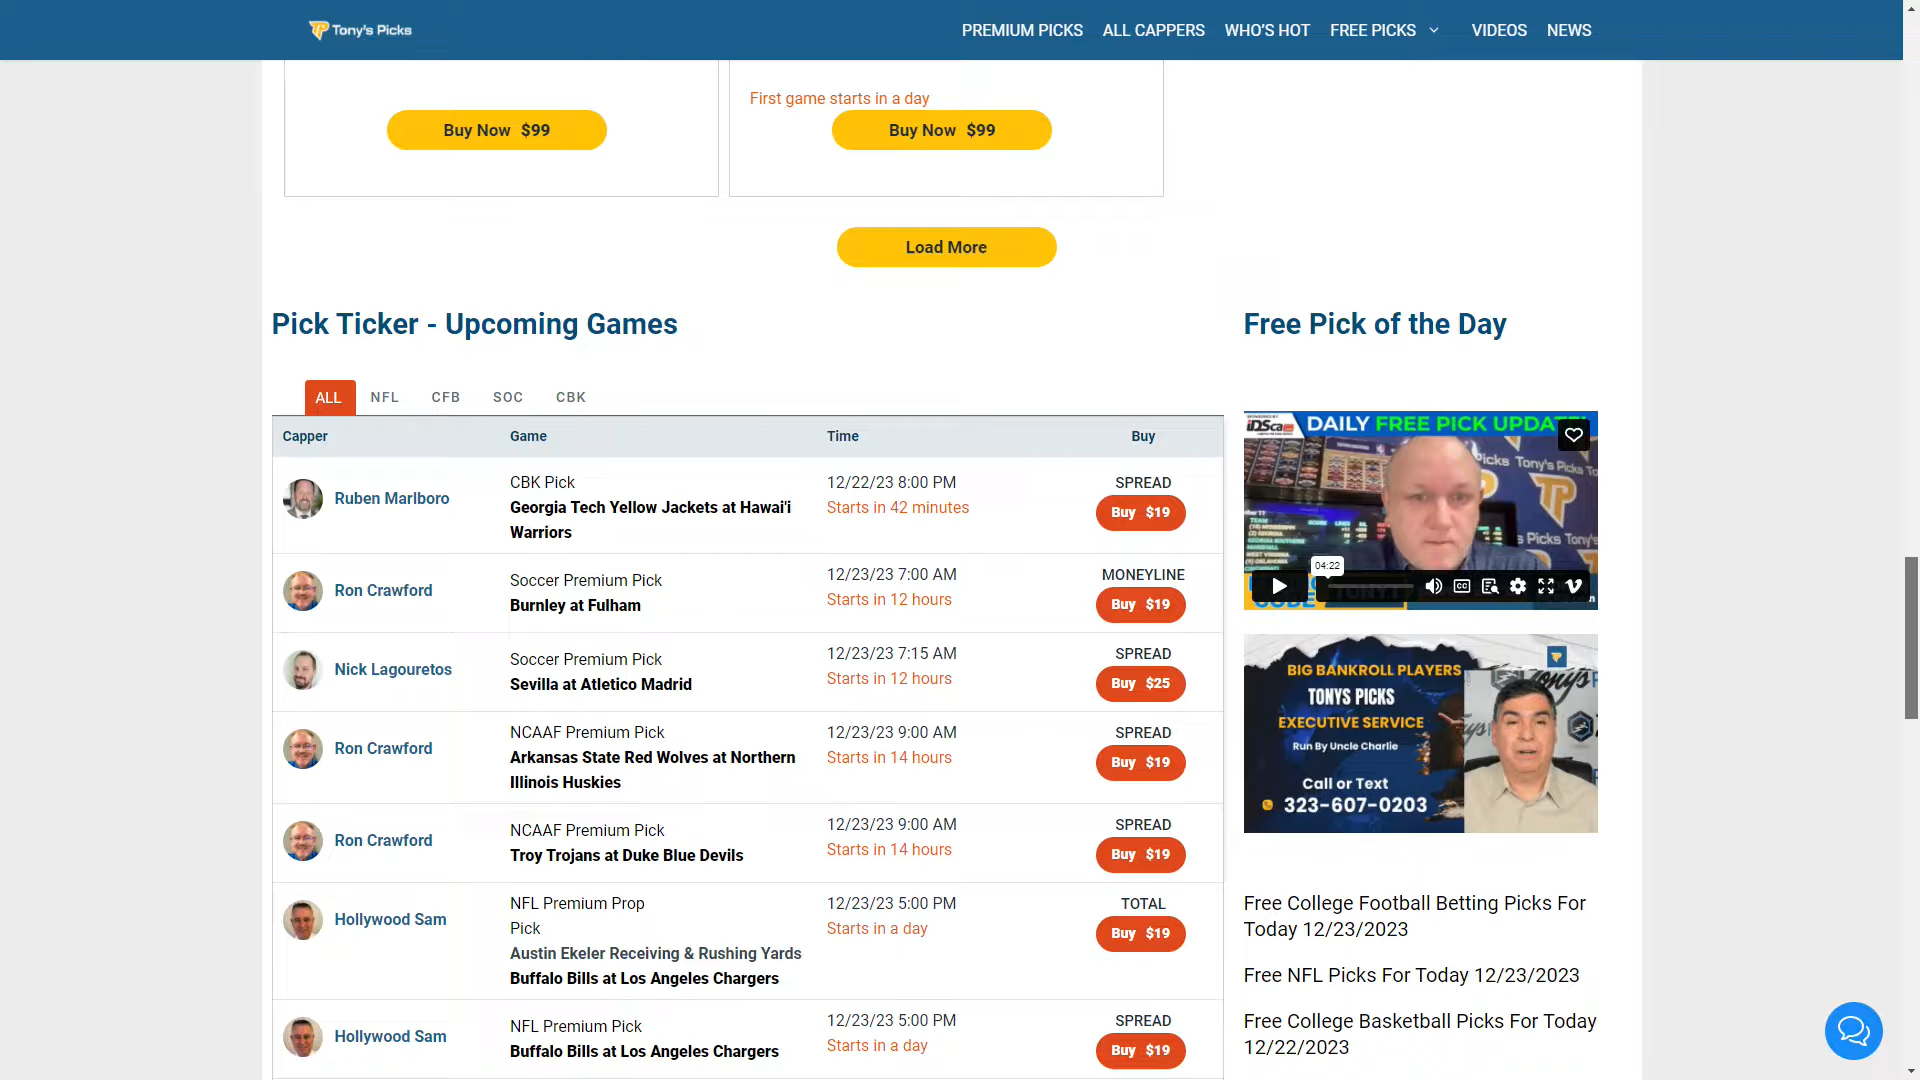 Tony's Picks
PREMIUM PICKS
ALL CAPPERS
WHO'S HOT
FREE PICKS
VIDEOS
NEWS
First game starts in a day
Buy Now $99
Buy Now $99
Load More
Pick Ticker - Upcoming Games
ALL
NFL
CFB
SOC
CBK
Capper
Game
Time
Buy
Ruben Marlboro
CBK Pick
Georgia Tech Yellow Jackets at Hawai'i
Warriors
12/22/23 8:00 PM
Starts in 42 minutes
SPREAD
Buy $19
Ron Crawford
Soccer Premium Pick
Burnley at Fulham
12/23/23 7:00 AM
Starts in 12 hours
MONEYLINE
Buy $19
Nick Lagouretos
Soccer Premium Pick
Sevilla at Atletico Madrid
12/23/23 7:15 AM
Starts in 12 hours
SPREAD
Buy $25
Ron Crawford
NCAAF Premium Pick
Arkansas State Red Wolves at Northern
Illinois Huskies
12/23/23 9:00 AM
Starts in 14 hours
SPREAD
Buy $19
Ron Crawford
NCAAF Premium Pick
Troy Trojans at Duke Blue Devils
12/23/23 9:00 AM
Starts in 14 hours
SPREAD
Buy $19
Hollywood Sam
NFL Premium Prop
Pick
Austin Ekeler Receiving & Rushing Yards
Buffalo Bills at Los Angeles Chargers
12/23/23 5:00 PM
Starts in a day
TOTAL
Buy $19
Hollywood Sam
NFL Premium Pick
Buffalo Bills at Los Angeles Chargers
12/23/23 5:00 PM
Starts in a day
SPREAD
Buy $19
Free Pick of the Day
DAILY FREE PICK UPDA
Picks Tony's Picks
TP
s Picks Tony's
04:22
CC
BIG BANKROLL PLAYERS
TONYS PICKS
EXECUTIVE SERVICE
Run By Uncle Charlie
Call or Text
323-607-0203
Free College Football Betting Picks For
Today 12/23/2023
Free NFL Picks For Today 12/23/2023
Free College Basketball Picks For Today
12/22/2023